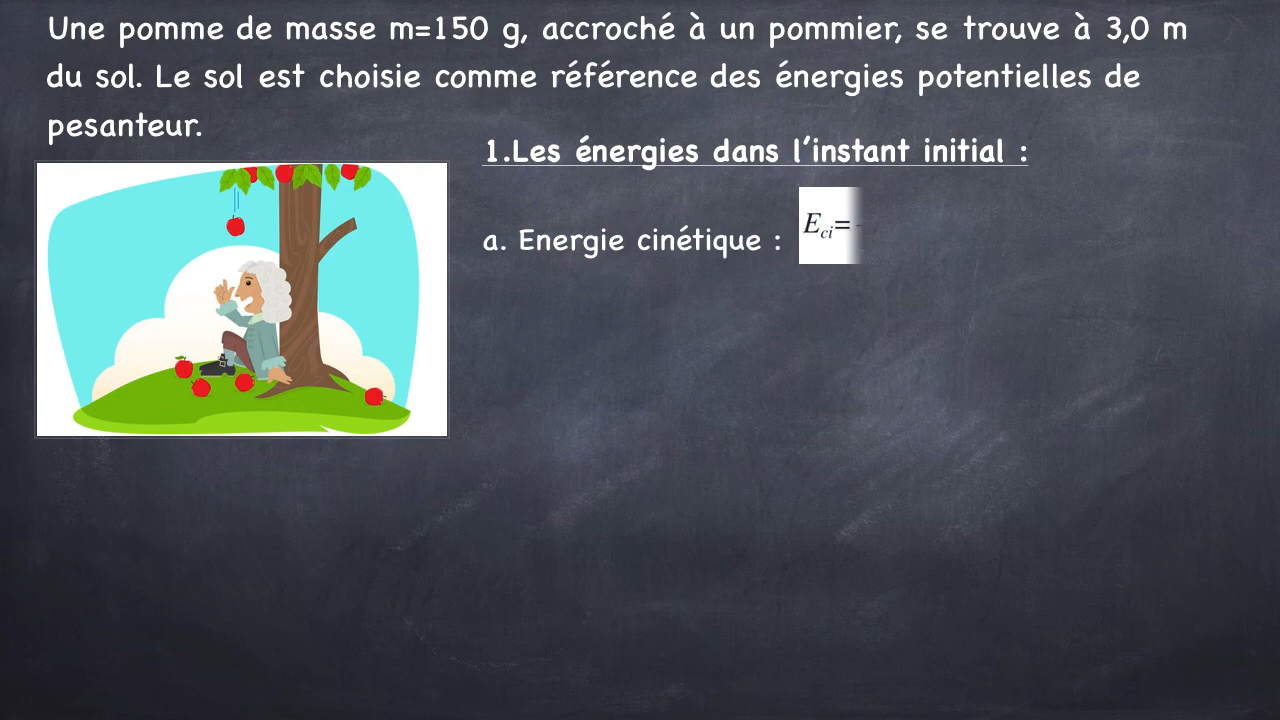 Une pomme de masse m=150 g, accroché à un pommier, se trouve à 3,0 m
du sol. Le sol est choisie comme référence des énergies potentielles de
pesanteur.
1.Les énergies dans l’instant initial :
a. Energie cinétique : Eci=